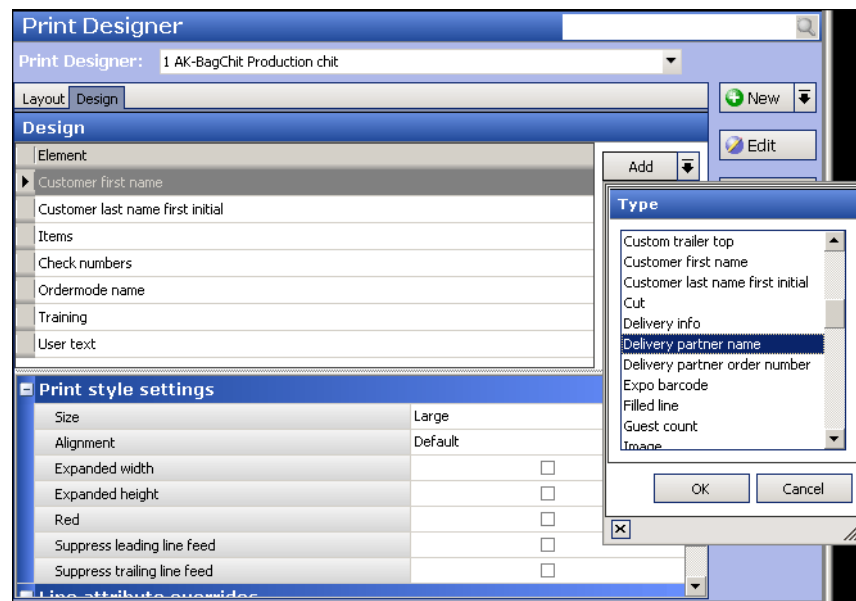 Print Designer
Print Designer: 1 AK-BagChit Production chit
Layout Design
New
Design
Edit
Element
Add
Customer first name
Customer last name first initial
Items
Check numbers
Ordermode name
Training
User text
Type
Custom trailer top
Customer first name
Customer last name first initial
Cut
Delivery info
Delivery partner name
Delivery partner order number
Expo barcode
Filled line
Guest count
Image
OK Cancel
Print style settings
Size Large
Alignment Default
Expanded width
Expanded height
Red
Suppress leading line feed
Suppress trailing line feed
Line attribute overrides